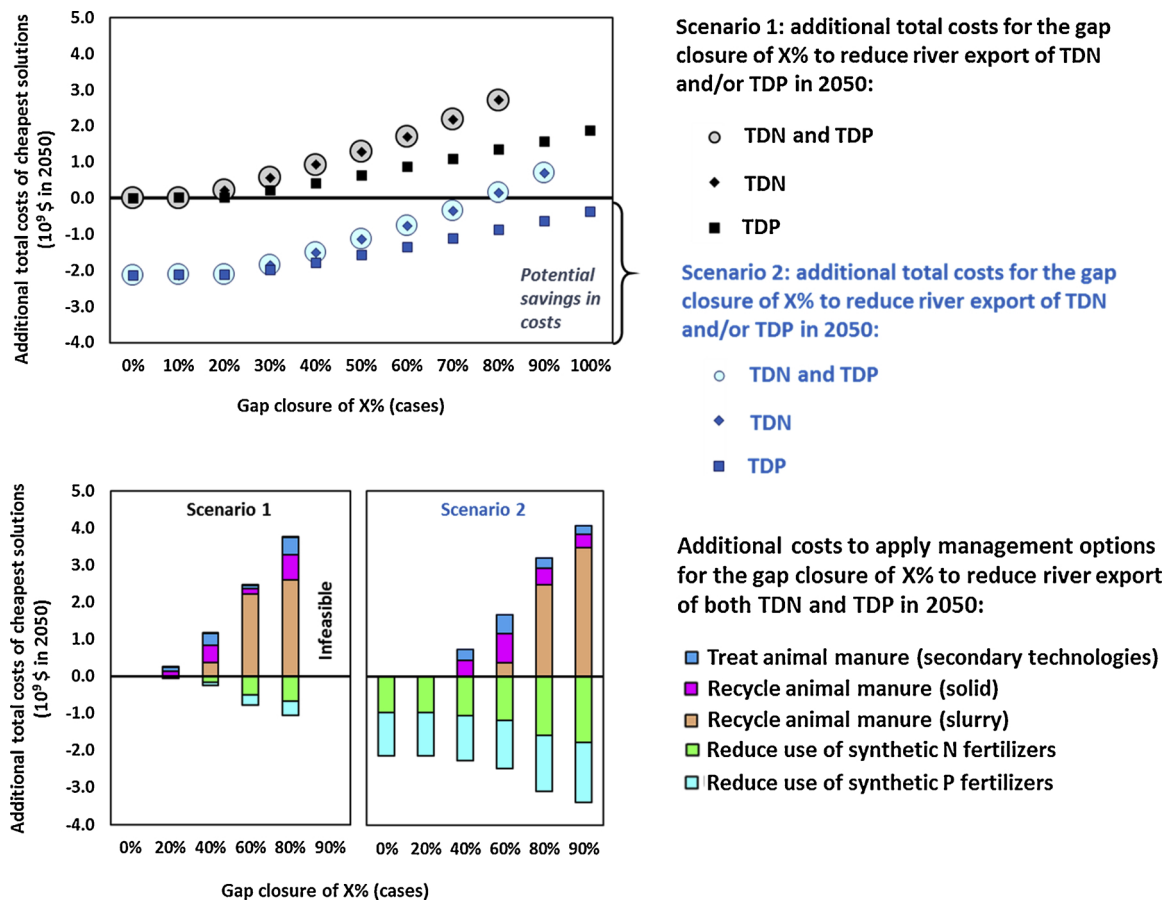 Additional total costs of cheapest solutions
(10⁹ $ in 2050)
5.0
4.0
3.0
2.0
1.0
0.0
-1.0
-2.0
-3.0
-4.0
Potential
savings in
costs
0% 10% 20% 30% 40% 50% 60% 70% 80% 90% 100%
Gap closure of X% (cases)
Scenario 1: additional total costs for the gap
closure of X% to reduce river export of TDN
and/or TDP in 2050:
TDN and TDP
TDN
TDP
Scenario 2: additional total costs for the gap
closure of X% to reduce river export of TDN
and/or TDP in 2050:
TDN and TDP
TDN
TDP
Additional total costs of cheapest solutions
(10⁹ $ in 2050)
5.0
4.0
3.0
2.0
1.0
0.0
-1.0
-2.0
-3.0
-4.0
Scenario 1
Infeasible
0% 20% 40% 60% 80% 90%
Scenario 2
0% 20% 40% 60% 80% 90%
Gap closure of X% (cases)
Additional costs to apply management options
for the gap closure of X% to reduce river export
of both TDN and TDP in 2050:
Treat animal manure (secondary technologies)
Recycle animal manure (solid)
Recycle animal manure (slurry)
Reduce use of synthetic N fertilizers
Reduce use of synthetic P fertilizers